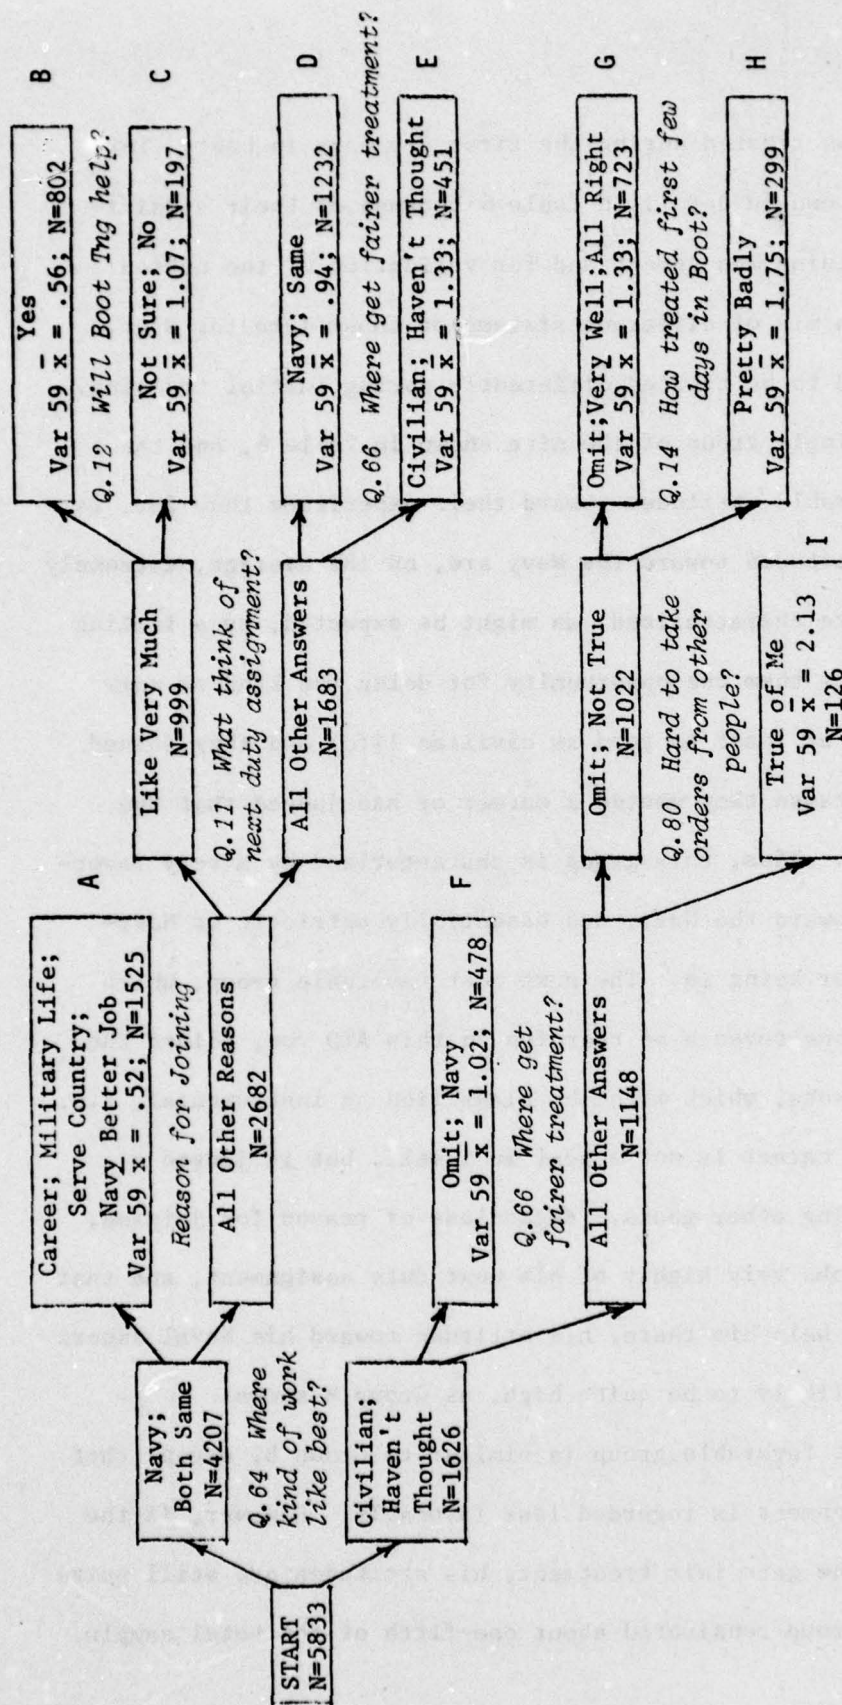 START
N=5833
Navy;
Both Same
N=4207
Q.64 Where
kind of work
like best?
Civilian;
Haven't
Thought
N=1626
Career; Military Life;
Serve Country;
Navy Better Job
Var 59 x̄ = .52; N=1525
A
Reason for Joining
All Other Reasons
N=2682
Omit; Navy
Var 59 x̄ = 1.07; N=478
F
Q.66 Where get
fairer treatment?
All Other Answers
N=1148
Like Very Much
N=999
Q.11 What think of
next duty assignment?
All Other Answers
N=1683
Omit; Not True
N=1022
Q.80 Hard to take
orders from other
people?
True of Me
Var 59 x̄ = 2.13
N=126
I
Yes
Var 59 x̄ = .56; N=802
B
Q.12 Will Boot Tng help?
Not Sure; No
Var 59 x̄ = 1.07; N=197
C
Navy; Same
Var 59 x̄ = .94; N=1232
D
Q.66 Where get fairer treatment?
Civilian; Havent Thought
Var 59 x̄ = 1.33; N=451
E
Omit;Very Well;All Right
Var 59 x̄ = 1.33; N=723
G
Q.14 How treated first few
days in Boot?
Pretty Badly
Var 59 x̄ = 1.75; N=299
H